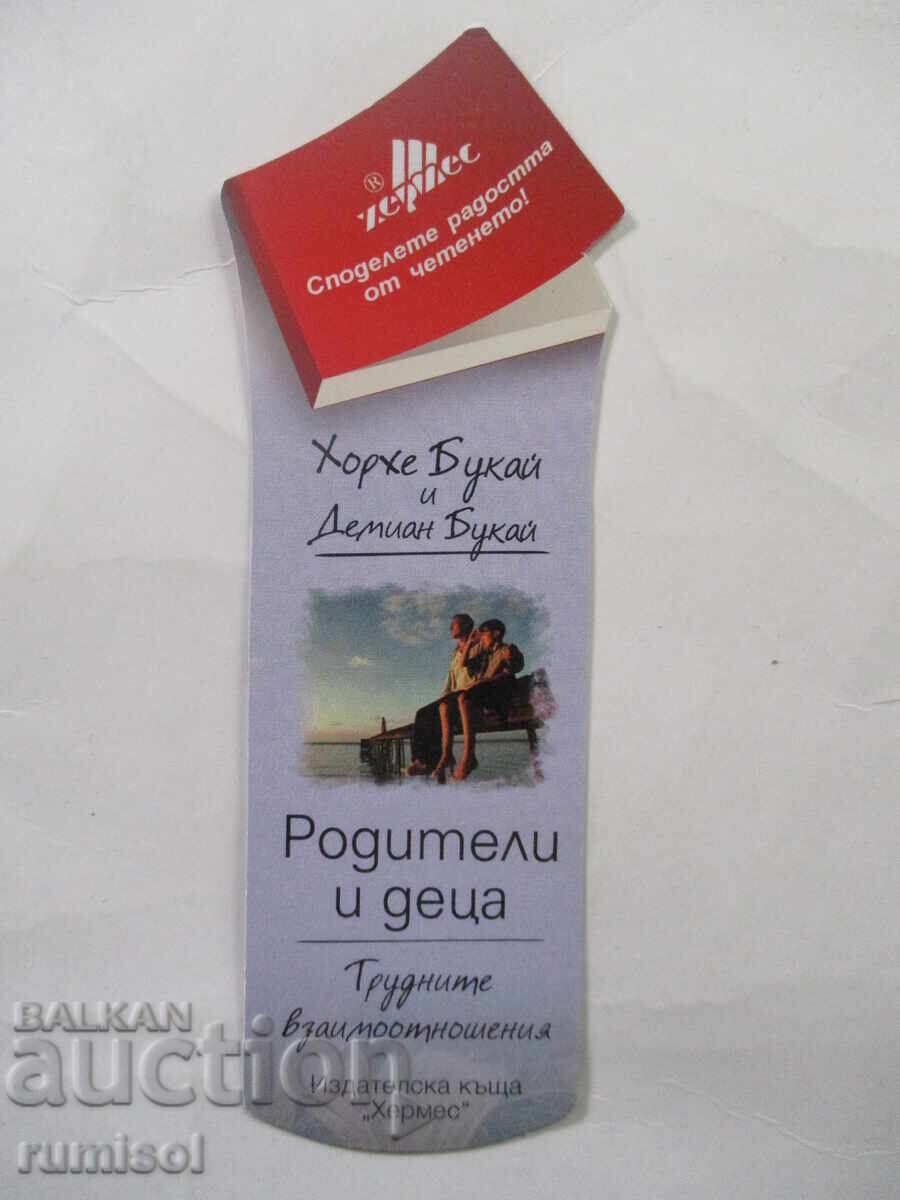 ® хермес
Споделете радостта
от четенето!
Хорхе Букай
и
Демиан Букай
Родители
и деца
Трудните
взаимоотношения
Издателска къща
„Хермес“
BALKAN
auction
rumisol